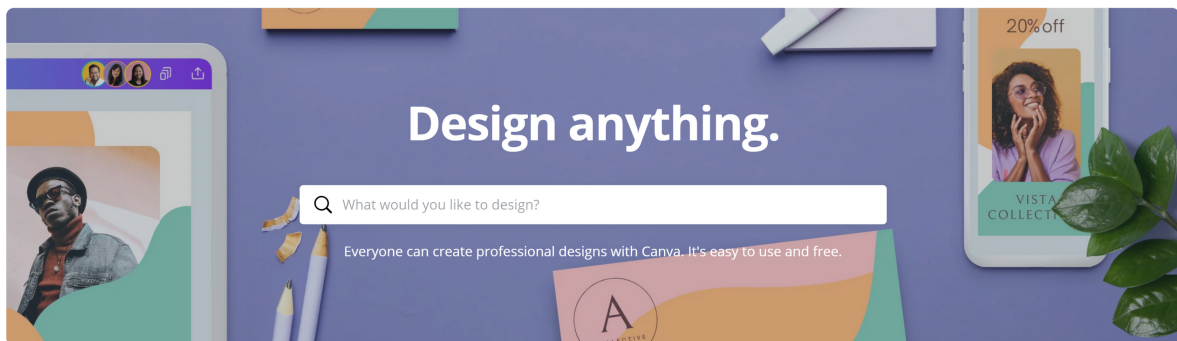 20% off
Design anything.
What would you like to design?
VISTA
Everyone can create professional designs with Canva. It's easy to use and free.
A